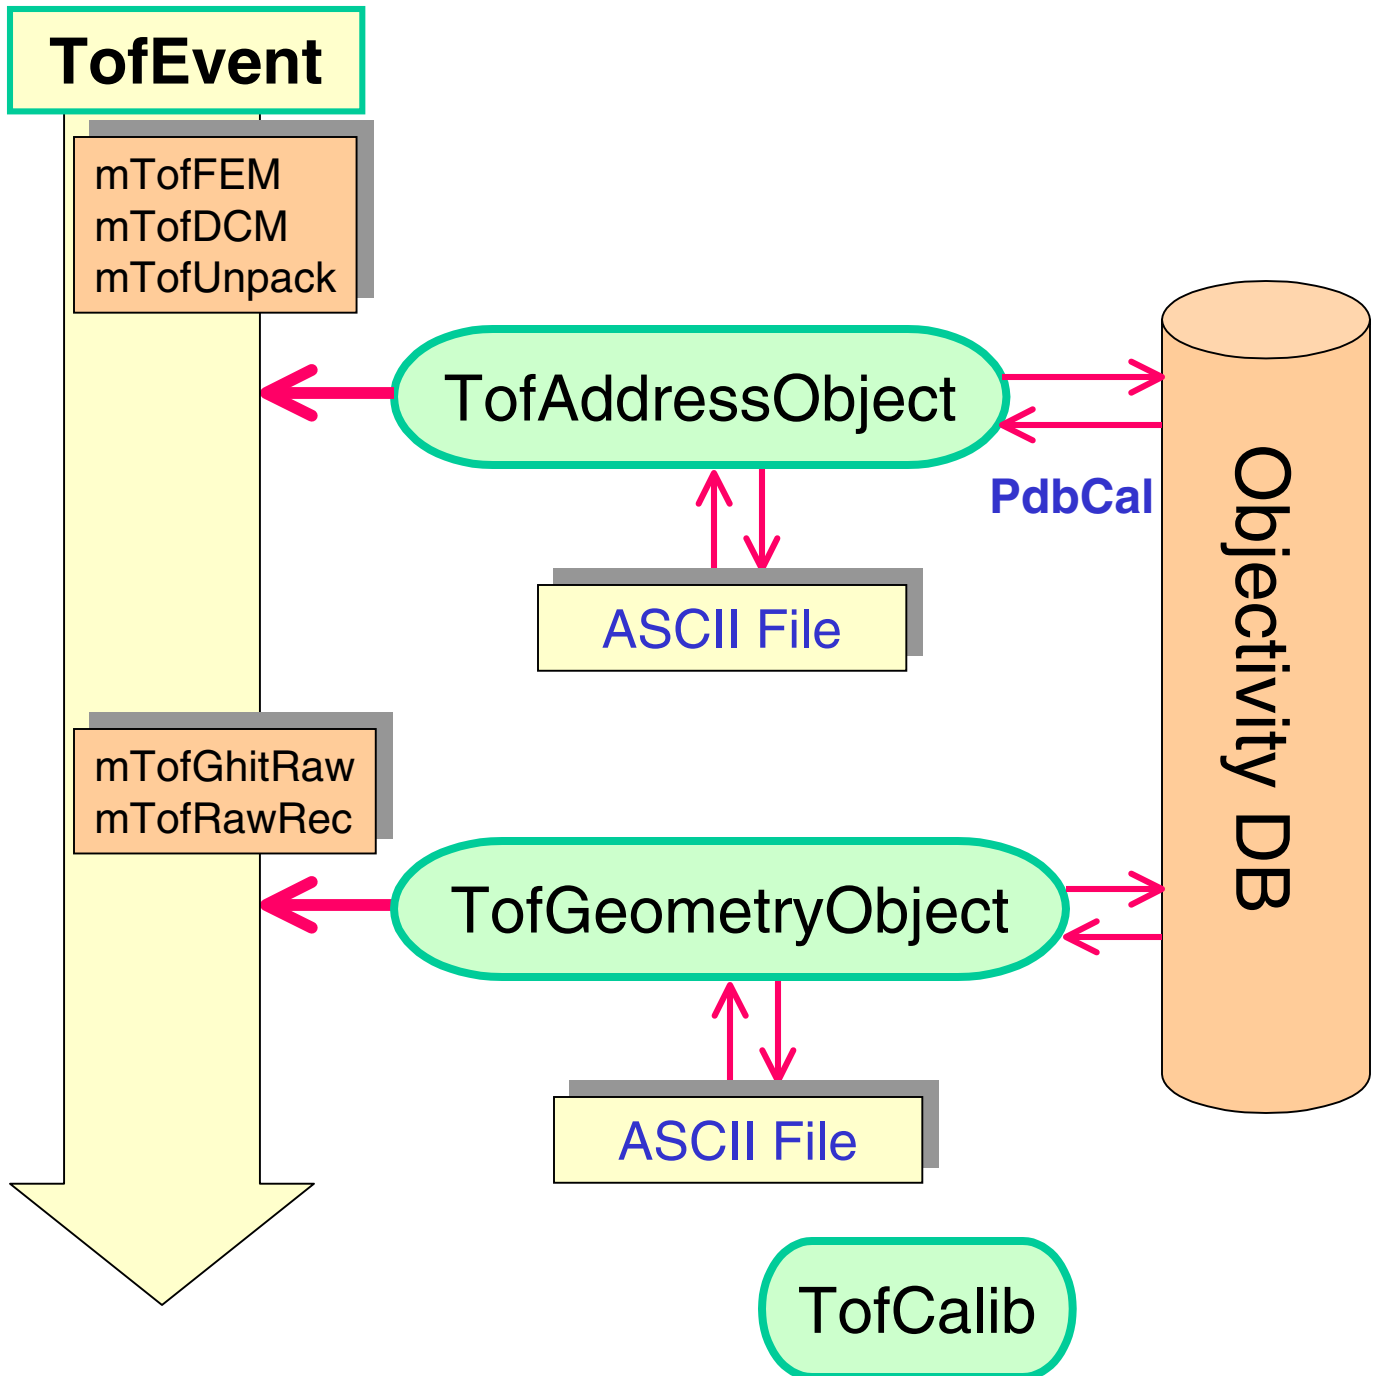 TofEvent
mTofFEM
mTofDCM
mTofUnpack
TofAddressObject
PdbCal
ASCII File
Objectivity DB
mTofGhitRaw
mTofRawRec
TofGeometryObject
ASCII File
TofCalib